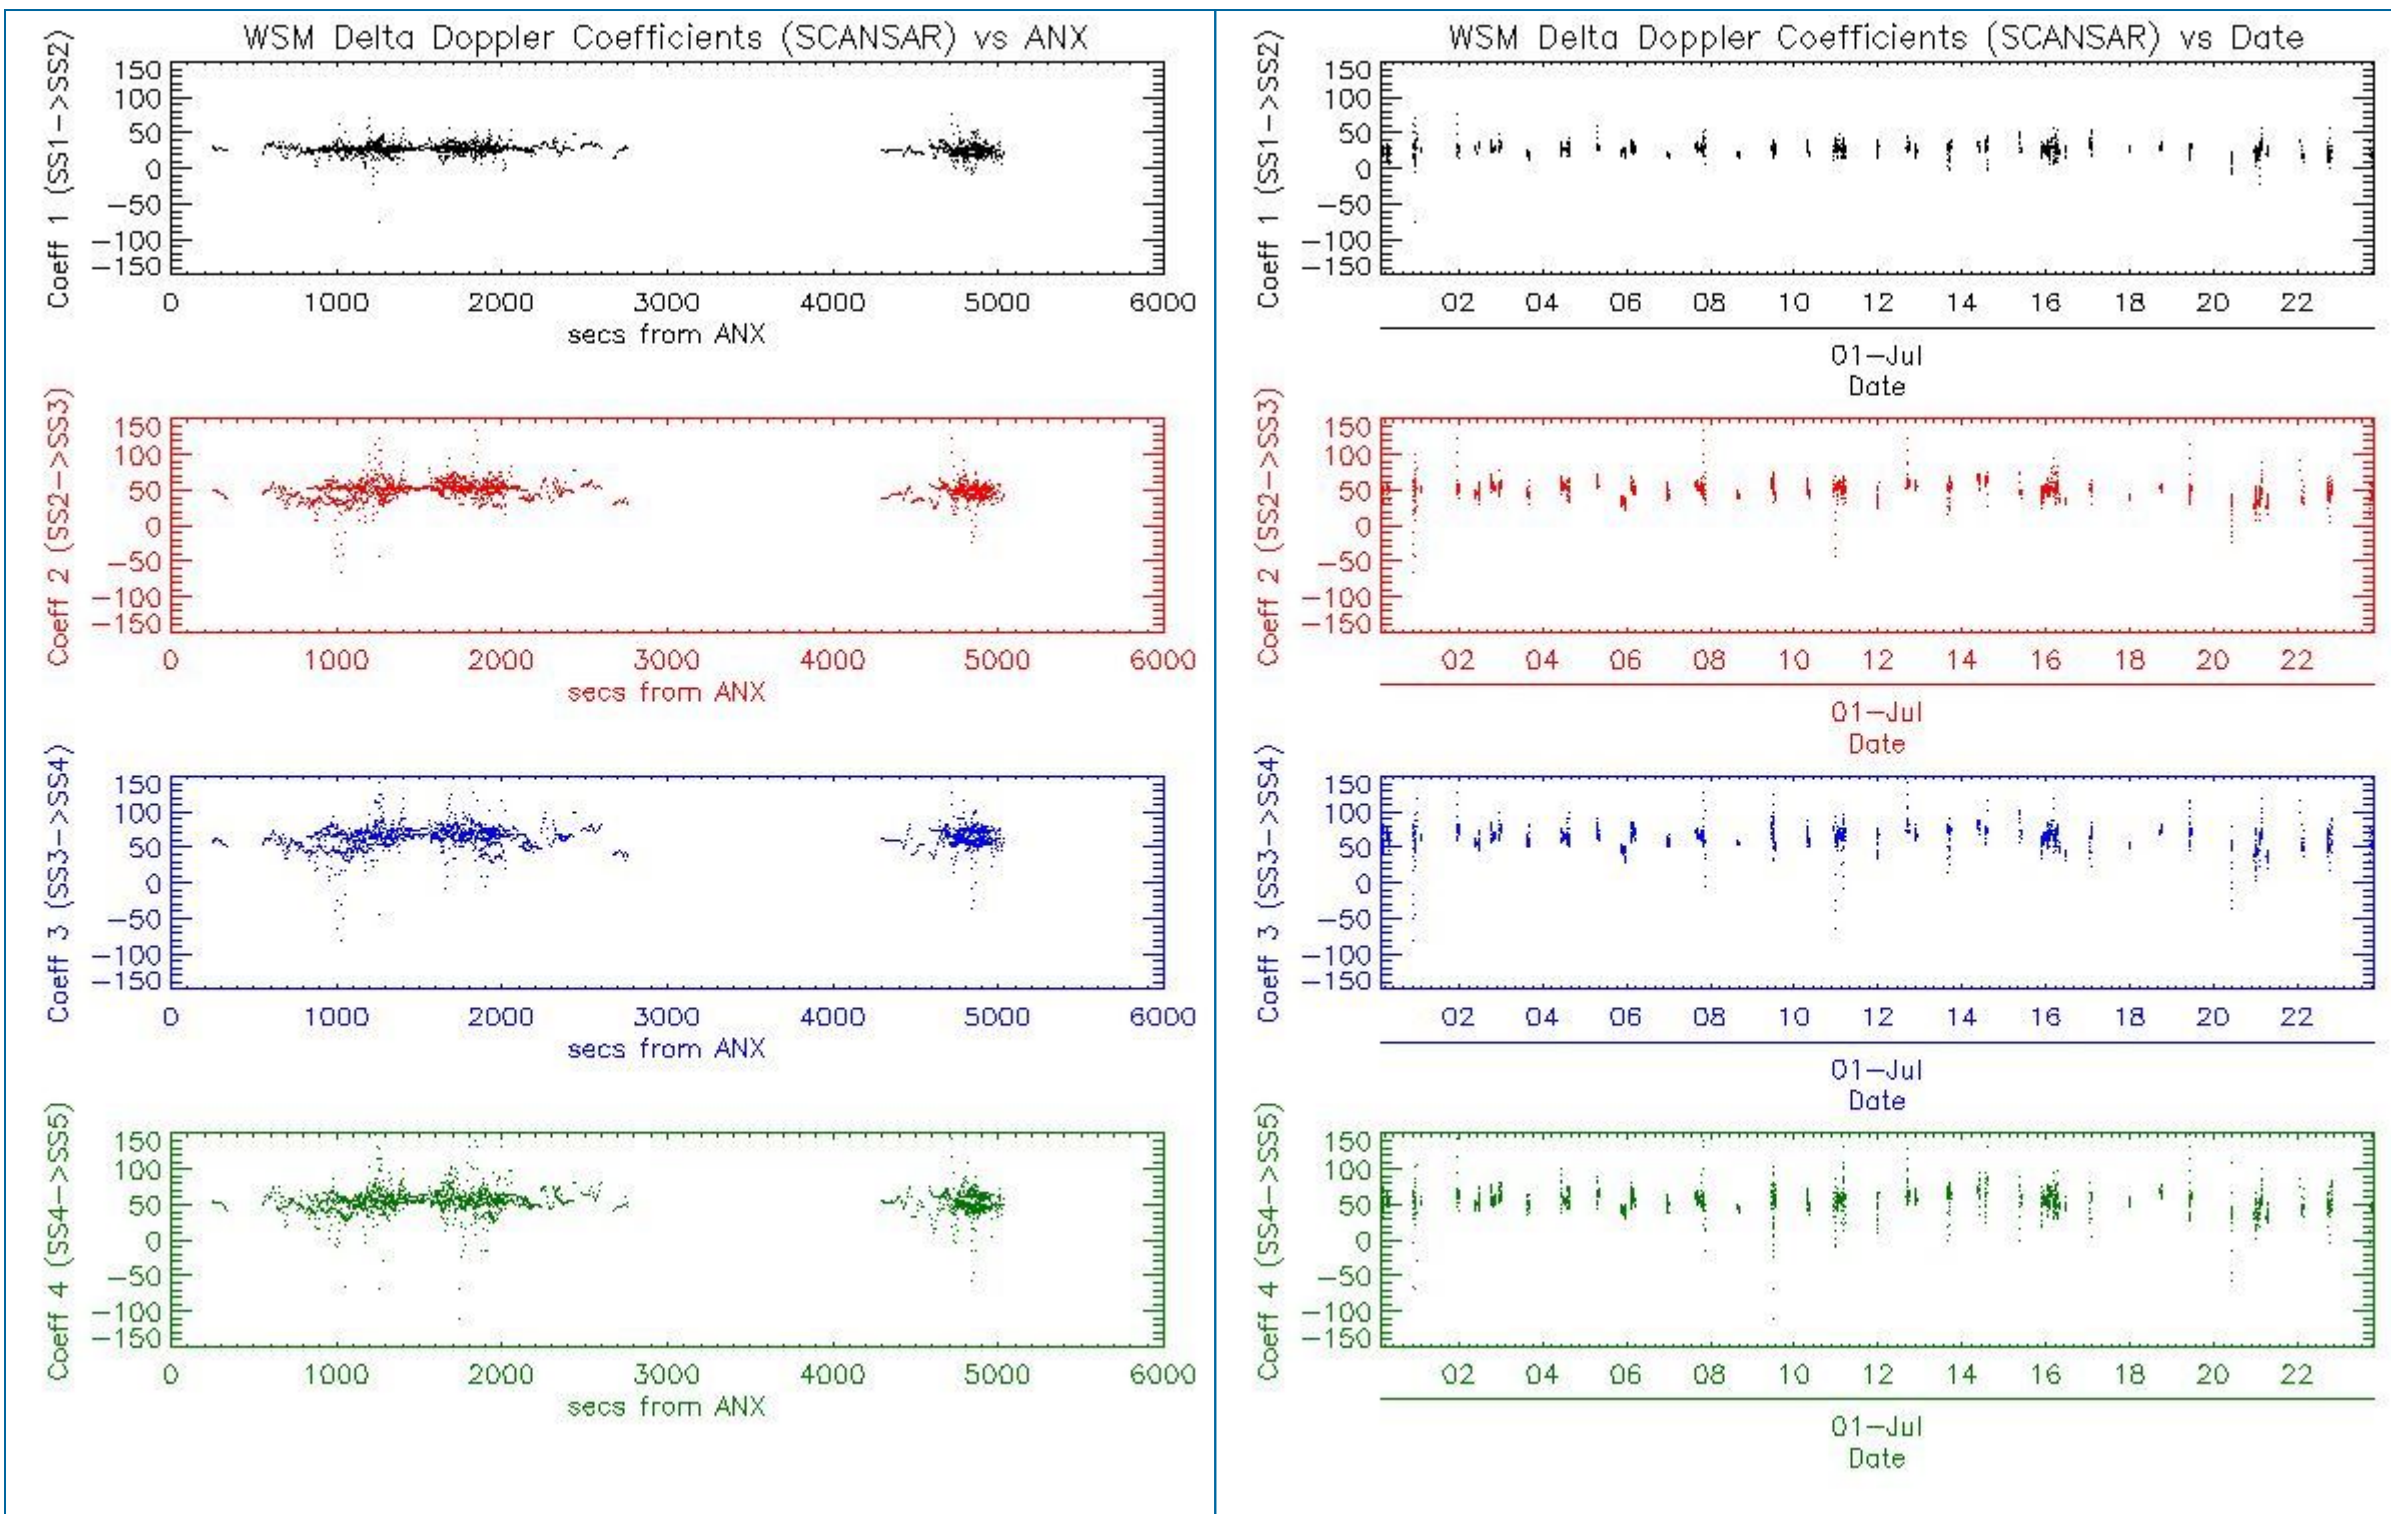 WSM Delta Doppler Coefficients (SCANSAR) vs ANX
Coeff 1 (SS1->SS2)
150
100
50
0
-50
-100
-150
0 1000 2000 3000 4000 5000 6000
secs from ANX
Coeff 2 (SS2->SS3)
150
100
50
0
-50
-100
-150
0 1000 2000 3000 4000 5000 6000
secs from ANX
Coeff 3 (SS3->SS4)
150
100
50
0
-50
-100
-150
0 1000 2000 3000 4000 5000 6000
secs from ANX
Coeff 4 (SS4->SS5)
150
100
50
0
-50
-100
-150
0 1000 2000 3000 4000 5000 6000
secs from ANX
WSM Delta Doppler Coefficients (SCANSAR) vs Date
Coeff 1 (SS1->SS2)
150
100
50
0
-50
-100
-150
02 04 06 08 10 12 14 16 18 20 22
01-Jul
Date
Coeff 2 (SS2->SS3)
150
100
50
0
-50
-100
-150
02 04 06 08 10 12 14 16 18 20 22
01-Jul
Date
Coeff 3 (SS3->SS4)
150
100
50
0
-50
-100
-150
02 04 06 08 10 12 14 16 18 20 22
01-Jul
Date
Coeff 4 (SS4->SS5)
150
100
50
0
-50
-100
-150
02 04 06 08 10 12 14 16 18 20 22
01-Jul
Date